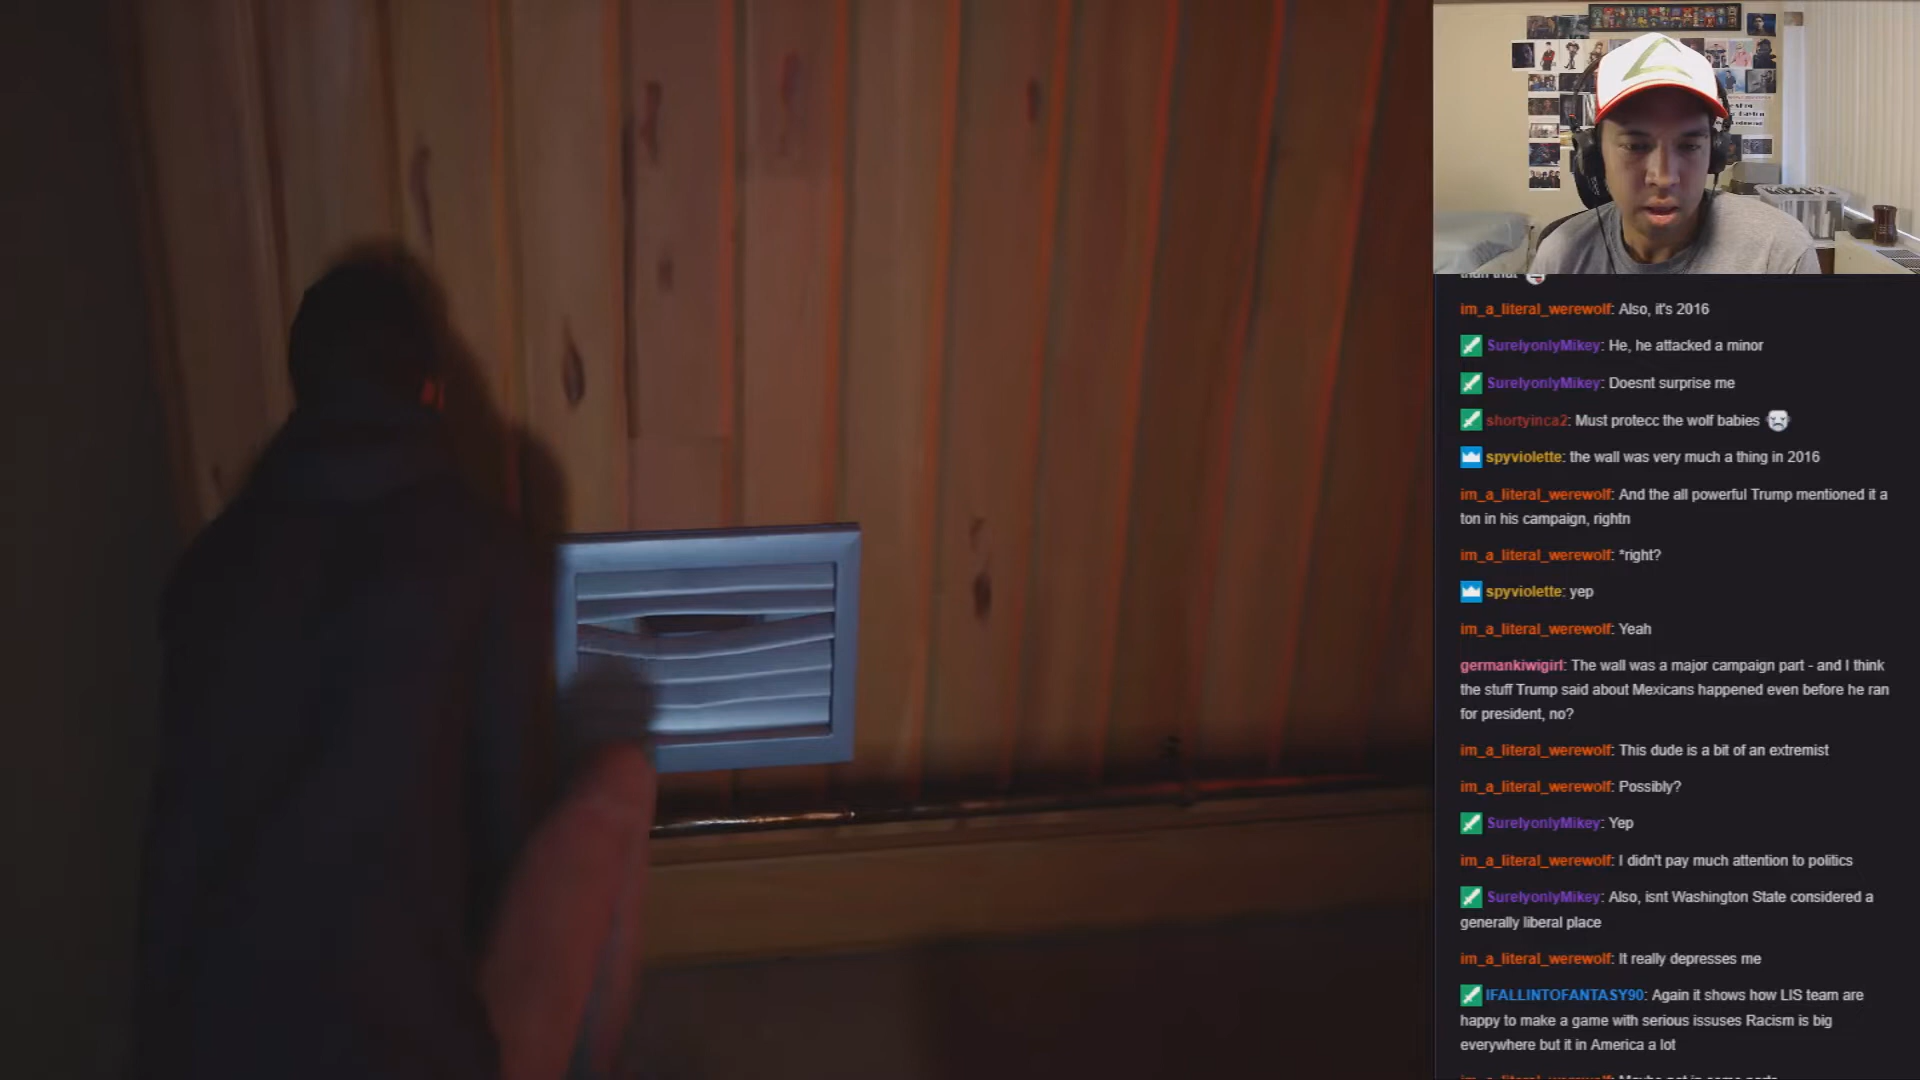 than that
im_a_literal_werewolf: Also, it's 2016
SurelyonlyMikey: He, he attacked a minor
SurelyonlyMikey: Doesnt surprise me
shortyinca2: Must protecc the wolf babies
spyviolette: the wall was very much a thing in 2016
im_a_literal_werewolf: And the all powerful Trump mentioned it a
ton in his campaign, rightn
im_a_literal_werewolf: *right?
spyviolette: yep
im_a_literal_werewolf: Yeah
germankiwigirl: The wall was a major campaign part - and I think
the stuff Trump said about Mexicans happened even before he ran
for president, no?
im_a_literal_werewolf: This dude is a bit of an extremist
im_a_literal_werewolf: Possibly?
SurelyonlyMikey: Yep
im_a_literal_werewolf: I didn't pay much attention to politics
SurelyonlyMikey: Also, isnt Washington State considered a
generally liberal place
im_a_literal_werewolf: It really depresses me
IFALLINTOFANTASY90: Again it shows how LIS team are
happy to make a game with serious issuses Racism is big
everywhere but it in America a lot